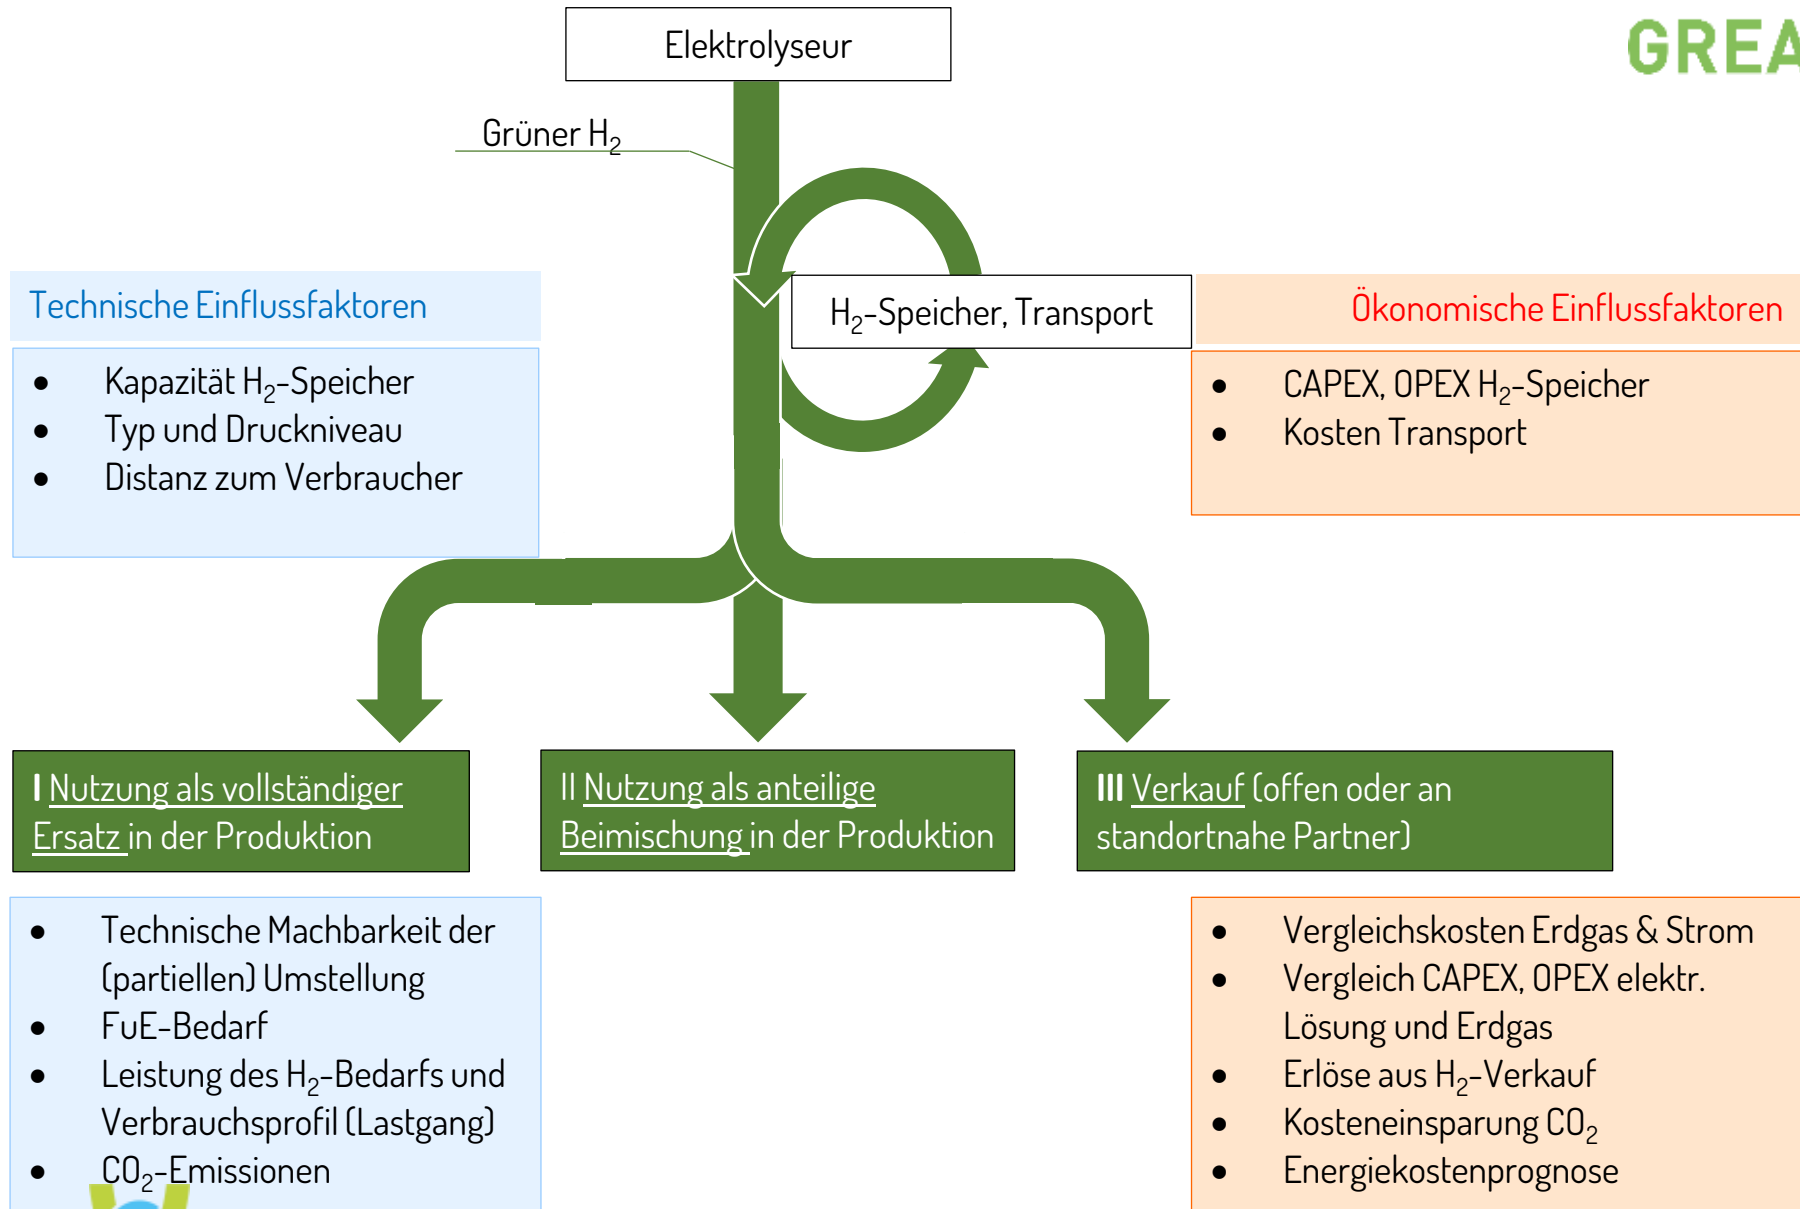 Elektrolyseur
GREA
Grüner H₂
Technische Einflussfaktoren
H₂-Speicher, Transport
Ökonomische Einflussfaktoren
• Kapazität H₂-Speicher
• Typ und Druckniveau
• Distanz zum Verbraucher
• CAPEX, OPEX H₂-Speicher
• Kosten Transport
I Nutzung als vollständiger
Ersatz in der Produktion
II Nutzung als anteilige
Beimischung in der Produktion
III Verkauf (offen oder an
standortnahe Partner)
• Technische Machbarkeit der
(partiellen) Umstellung
• FuE-Bedarf
• Leistung des H₂-Bedarfs und
Verbrauchsprofil (Lastgang)
• CO₂-Emissionen
• Vergleichskosten Erdgas & Strom
• Vergleich CAPEX, OPEX elektr.
Lösung und Erdgas
• Erlöse aus H₂-Verkauf
• Kosteneinsparung CO₂
• Energiekostenprognose